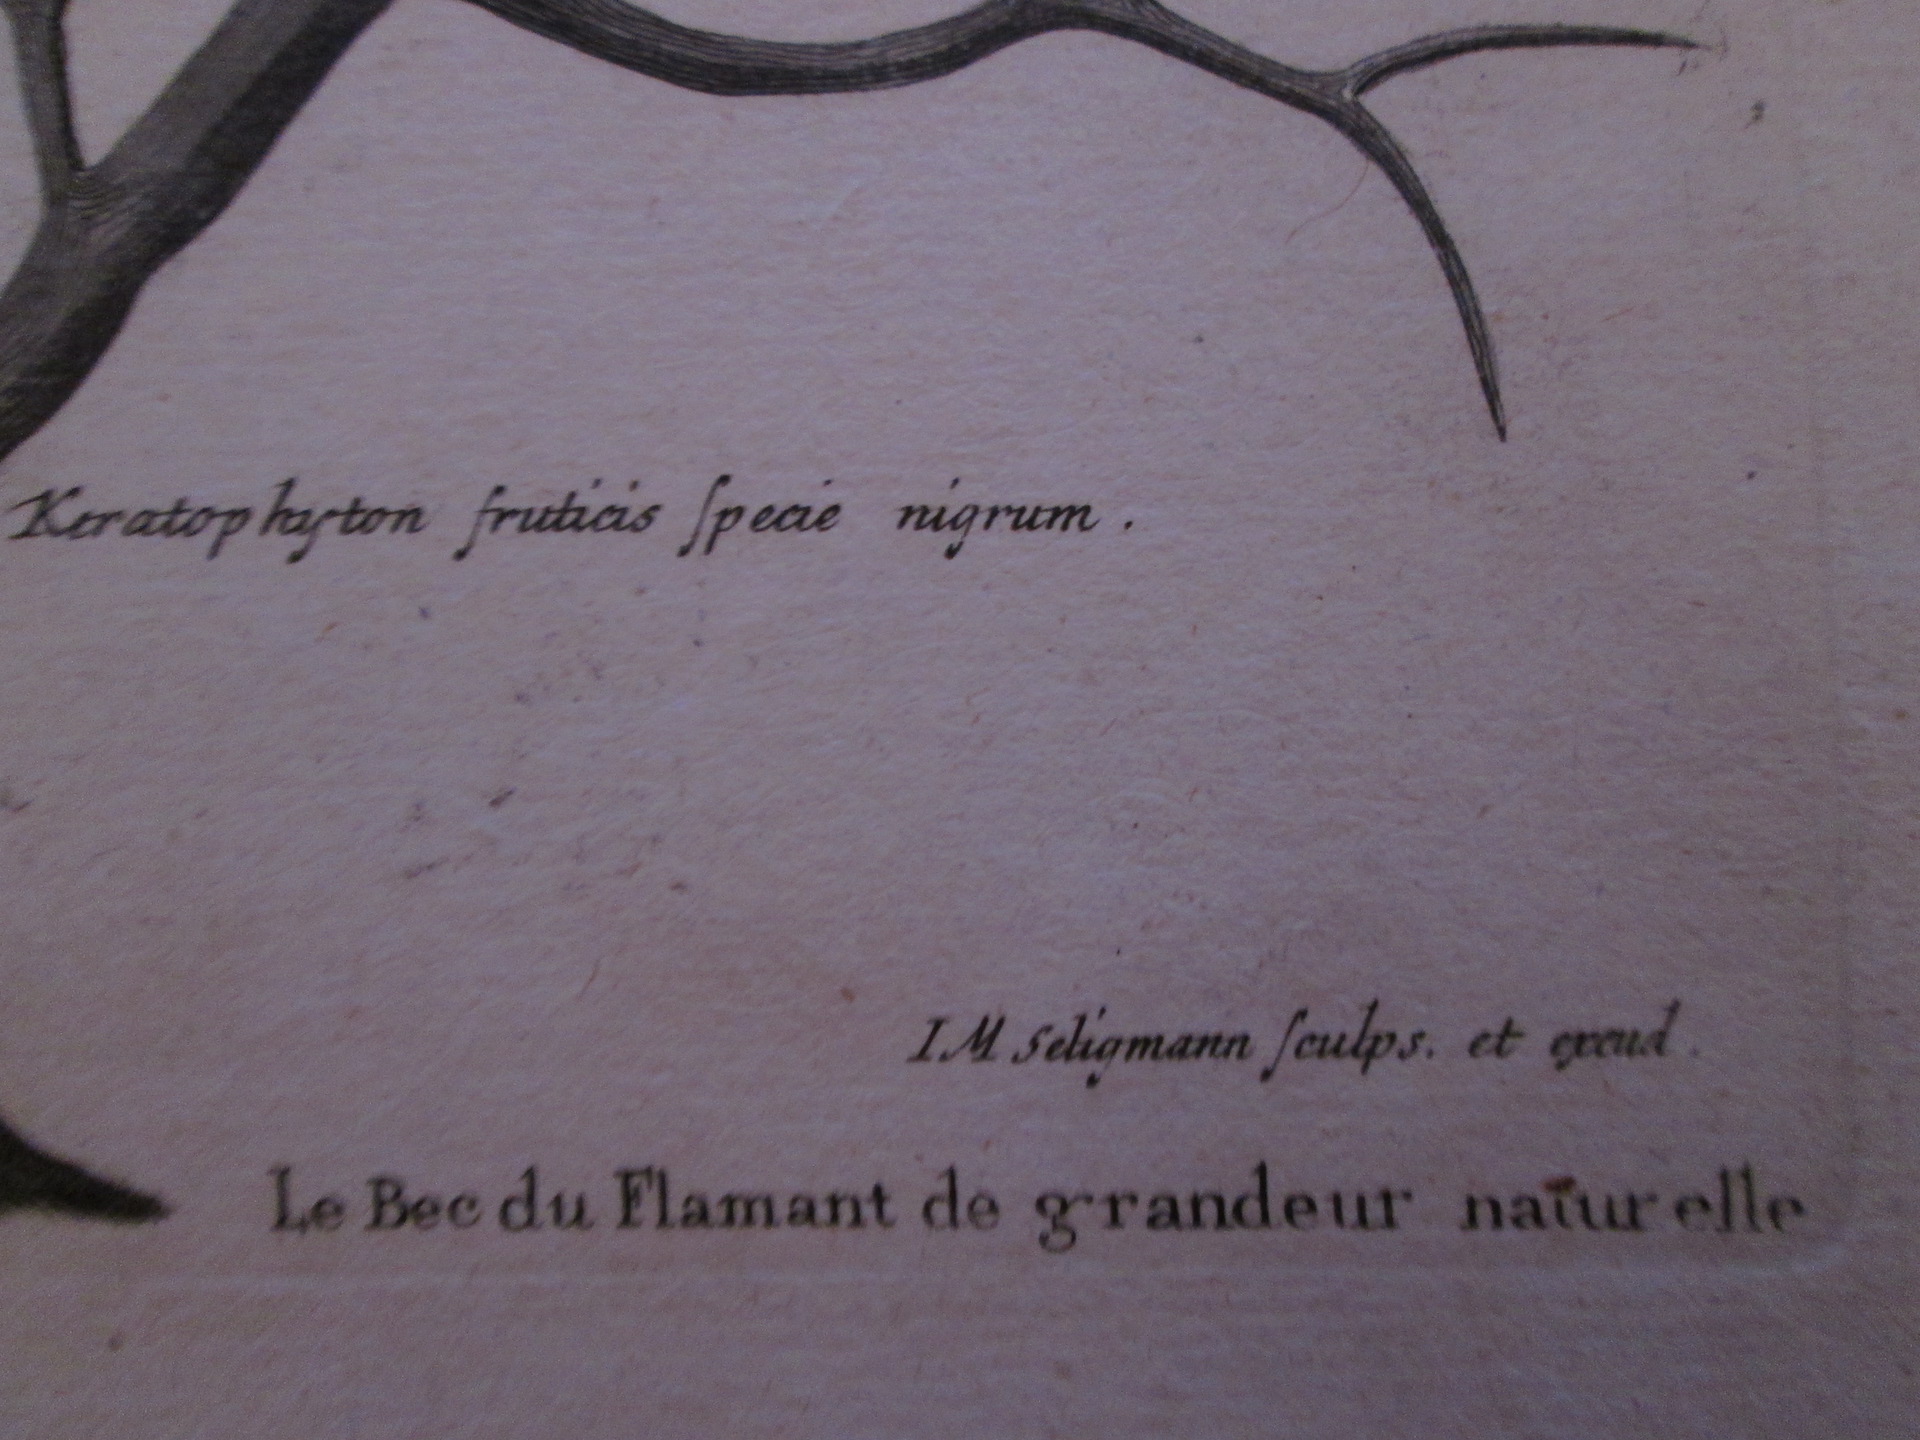 Keratophyton fruticis ſpecie nigrum .
I M Seligmann ſculps. et excud .
Le Bec du Flamant de grandeur naturelle